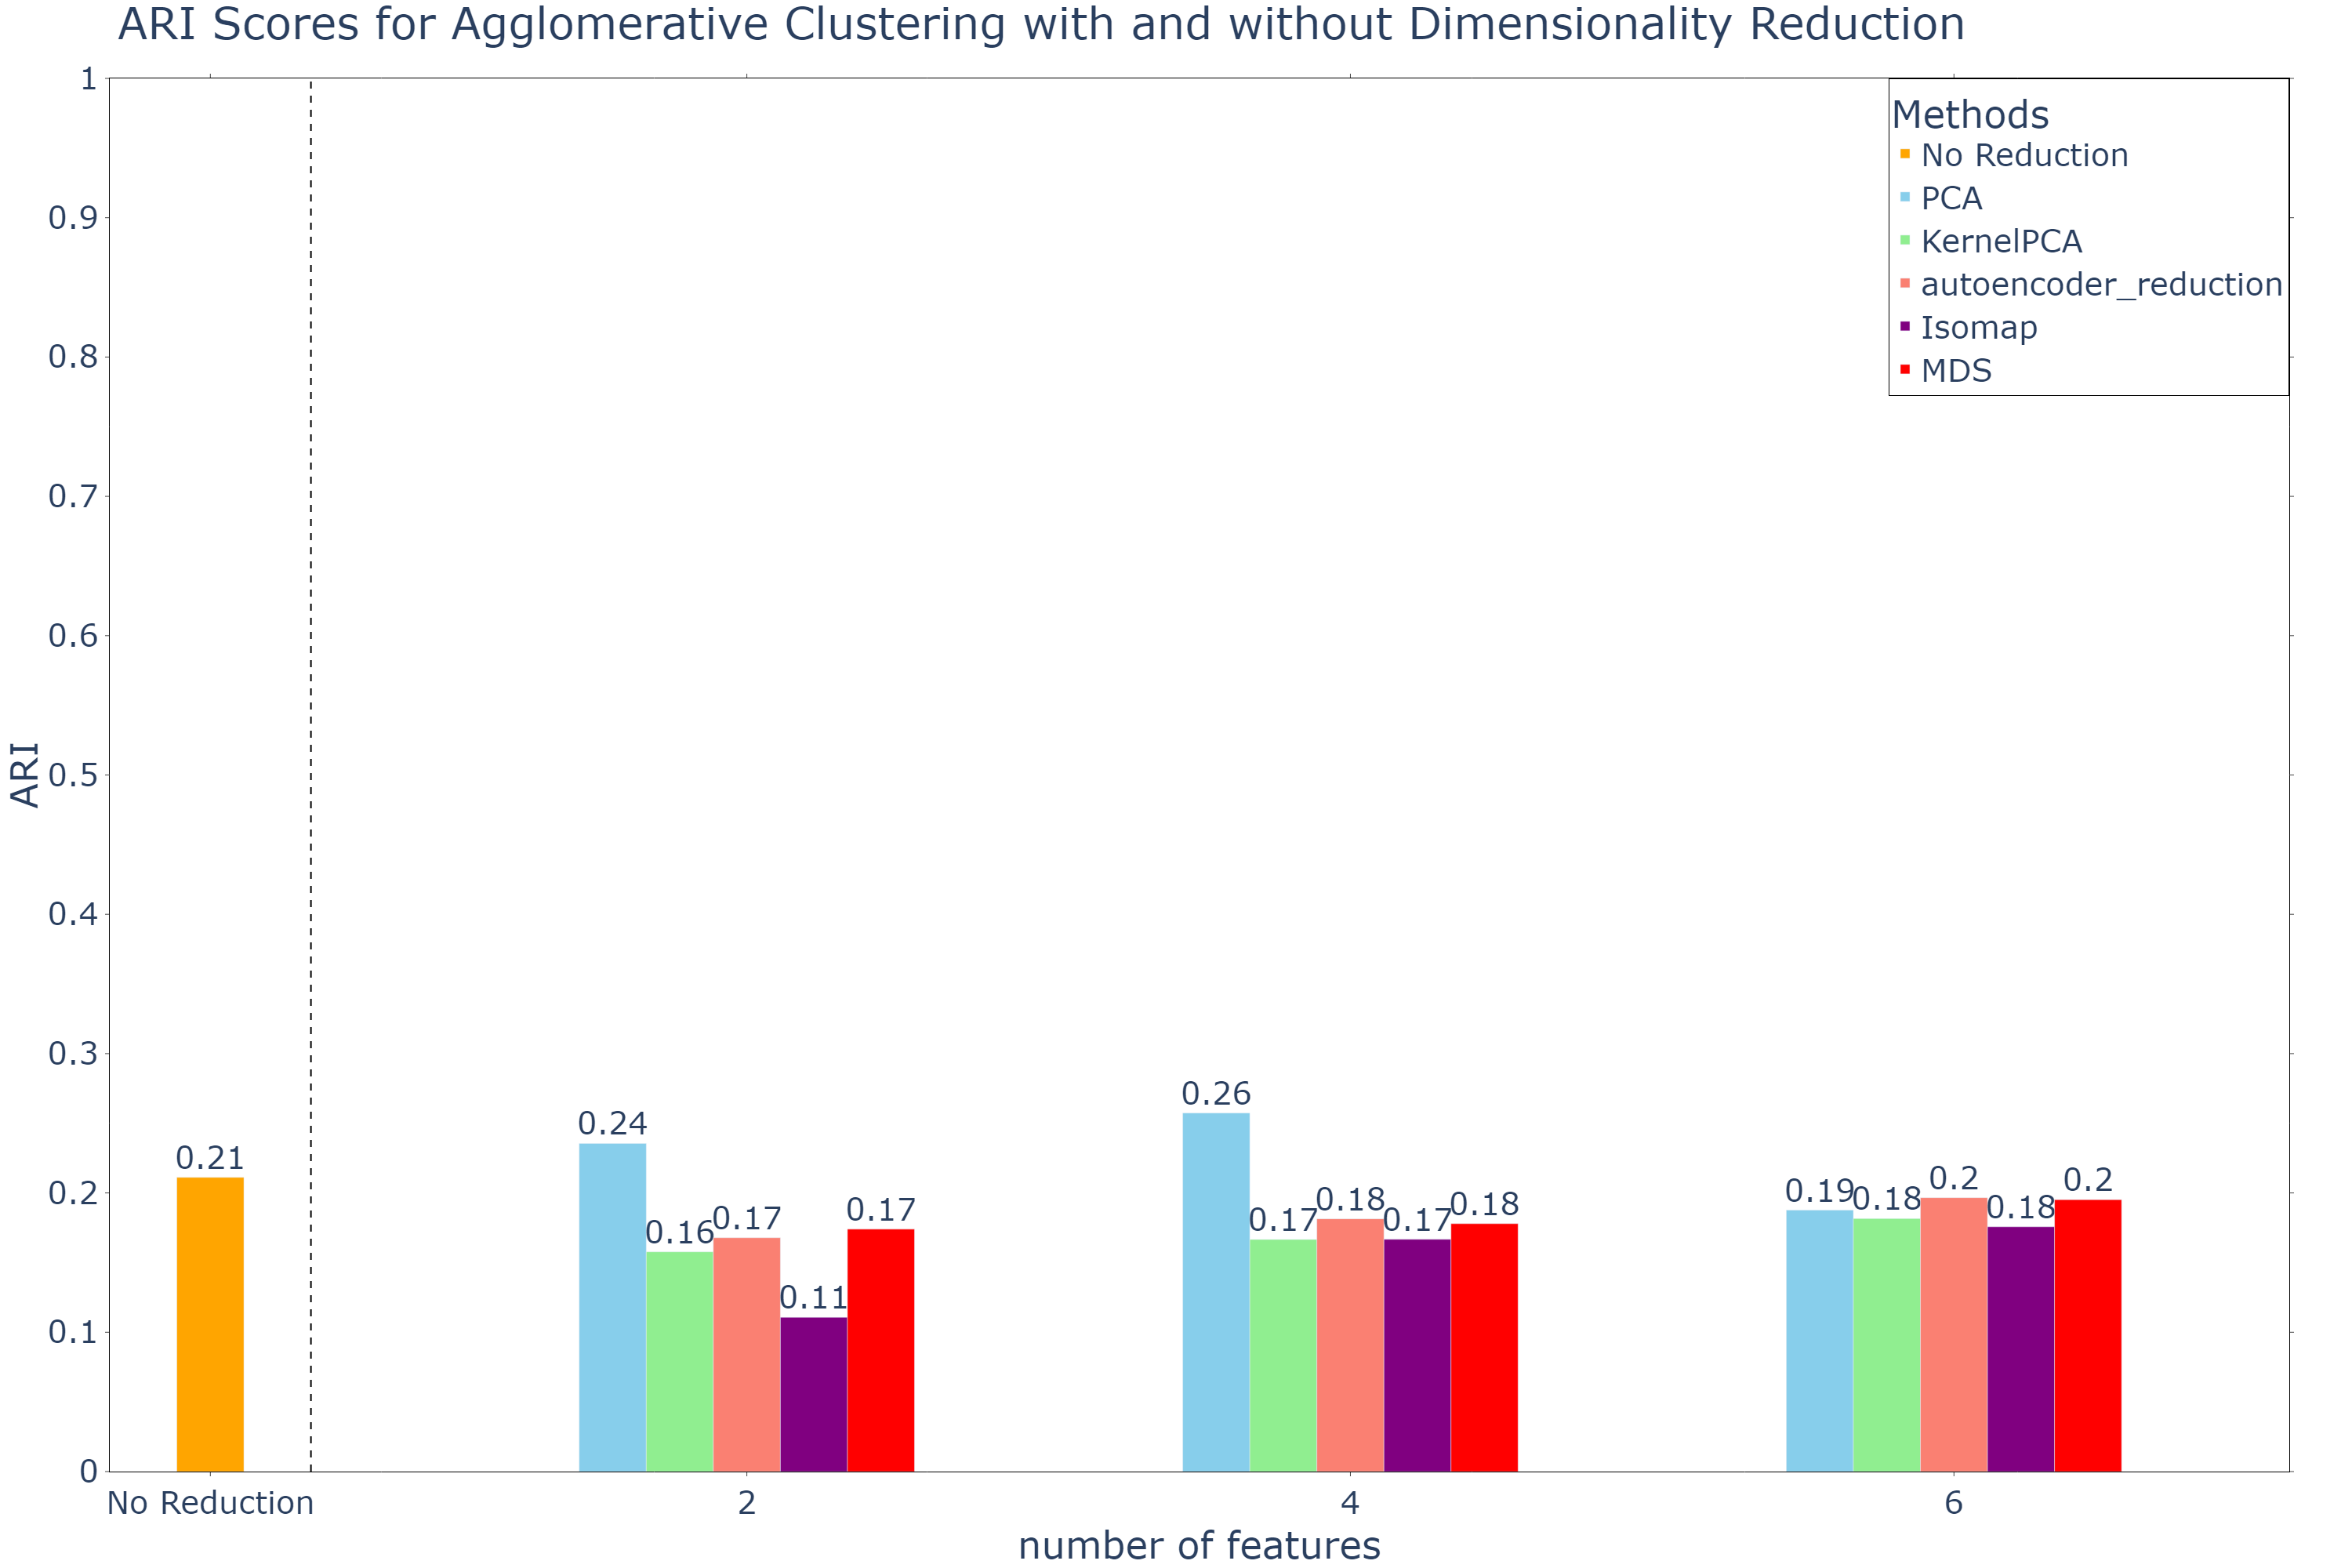 ARI Scores for Agglomerative Clustering with and without Dimensionality Reduction
Methods
No Reduction
PCA
KernelPCA
autoencoder_reduction
Isomap
MDS
ARI
1
0.9
0.8
0.7
0.6
0.5
0.4
0.3
0.2
0.1
0
0.21
0.24
0.16
0.17
0.11
0.17
0.26
0.17
0.18
0.17
0.18
0.19
0.18
0.2
0.18
0.2
No Reduction 2 4 6
number of features